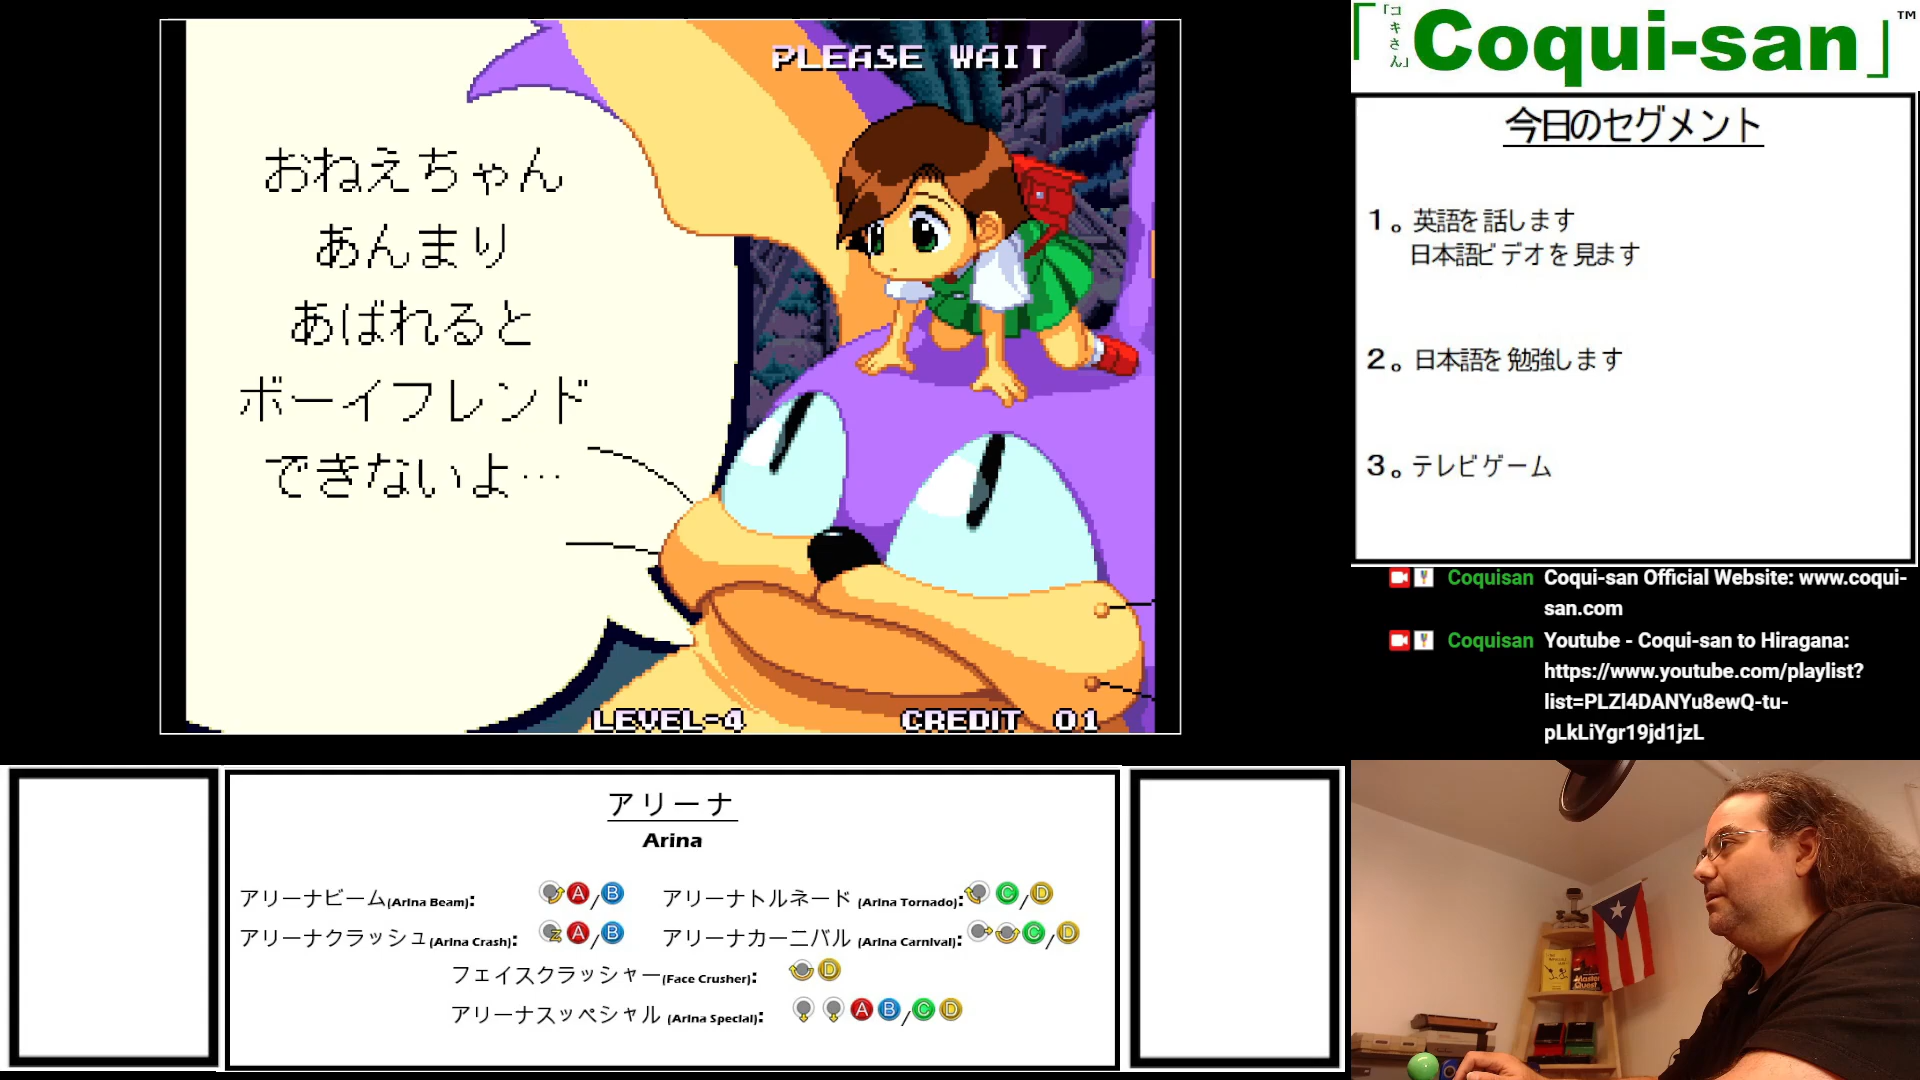 PLEASE WAIT
おねえちゃん
あんまり
あばれると
ボーイフレンド
できないよ…
LEVEL-4
CREDIT 01
「コキさん」
「Coqui-san」™
今日のセグメント
1。英語を話します
日本語ビデオを見ます
2。日本語を勉強します
3。テレビゲーム
Coquisan Coqui-san Official Website: www.coqui-
san.com
Coquisan Youtube - Coqui-san to Hiragana:
https://www.youtube.com/playlist?
list=PLZl4DANYu8ewQ-tu-
pLkLiYgr19jd1jzL
アリーナ
Arina
アリーナビーム(Arina Beam): A/B
アリーナトルネード (Arina Tornado): C/D
アリーナクラッシュ(Arina Crash): Z A/B
アリーナカーニバル (Arina Carnival): C/D
フェイスクラッシャー(Face Crusher): D
アリーナスッペシャル (Arina Special): A B/C D
Master
Quest